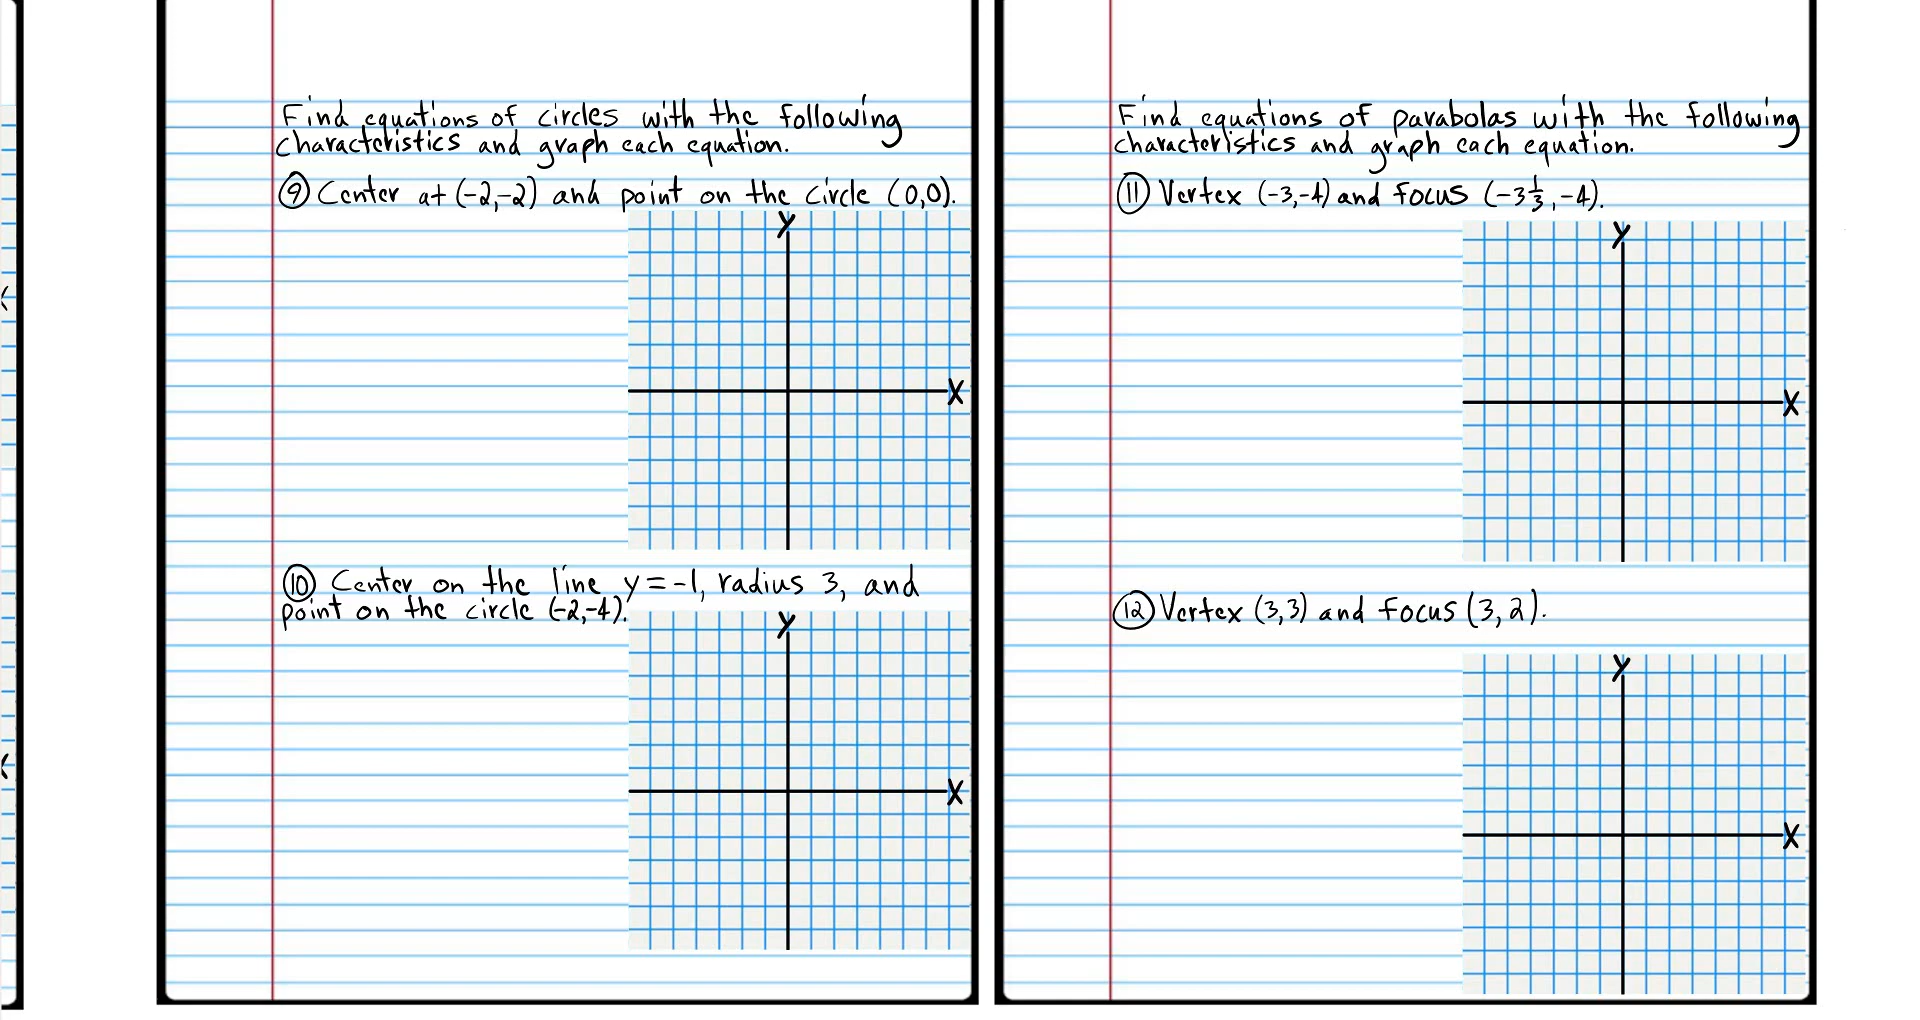 Find equations of circles with the following
characteristics and graph each equation.
⑨ Center at (-2,-2) and point on the circle (0,0).
y
x
⑩ Center on the line y=-1, radius 3, and
point on the circle (-2,-4).
y
x
Find equations of parabolas with the following
characteristics and graph each equation.
⑪ Vertex (-3,-4) and focus (-3⅓,-4).
y
x
⑫ Vertex (3,3) and focus (3,2).
y
x